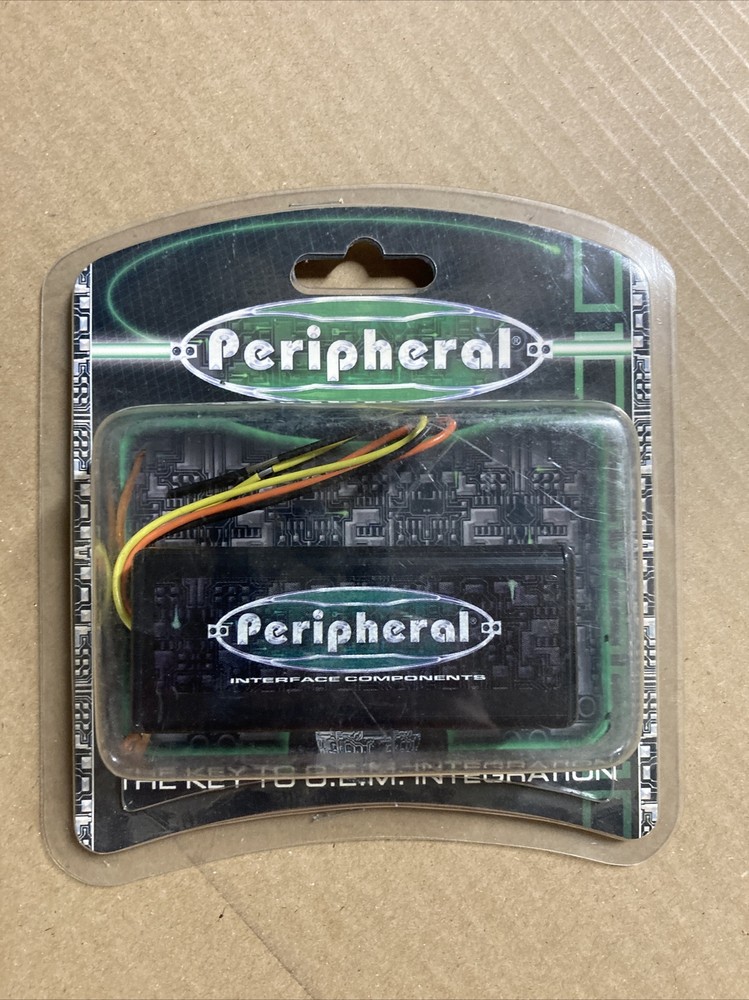 Peripheral®
Peripheral®
INTERFACE COMPONENTS
THE KEY TO O.E.M. INTEGRATION